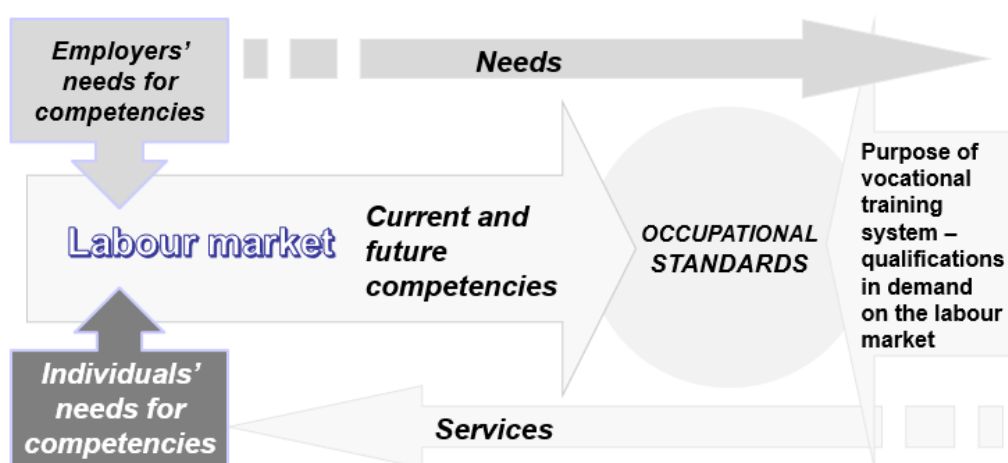 Employers’
needs for
competencies
Needs
Labour market
Current and
future
competencies
OCCUPATIONAL
STANDARDS
Purpose of
vocational
training
system –
qualifications
in demand
on the labour
market
Individuals’
needs for
competencies
Services